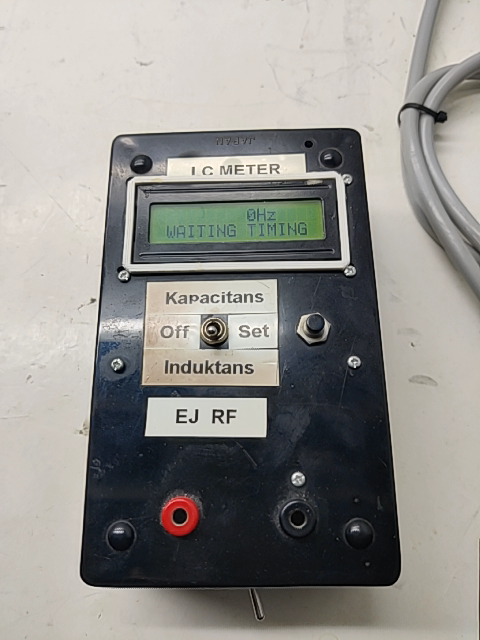 LC METER
0Hz
WAITING TIMING
Kapacitans
Off Set
Induktans
EJ RF